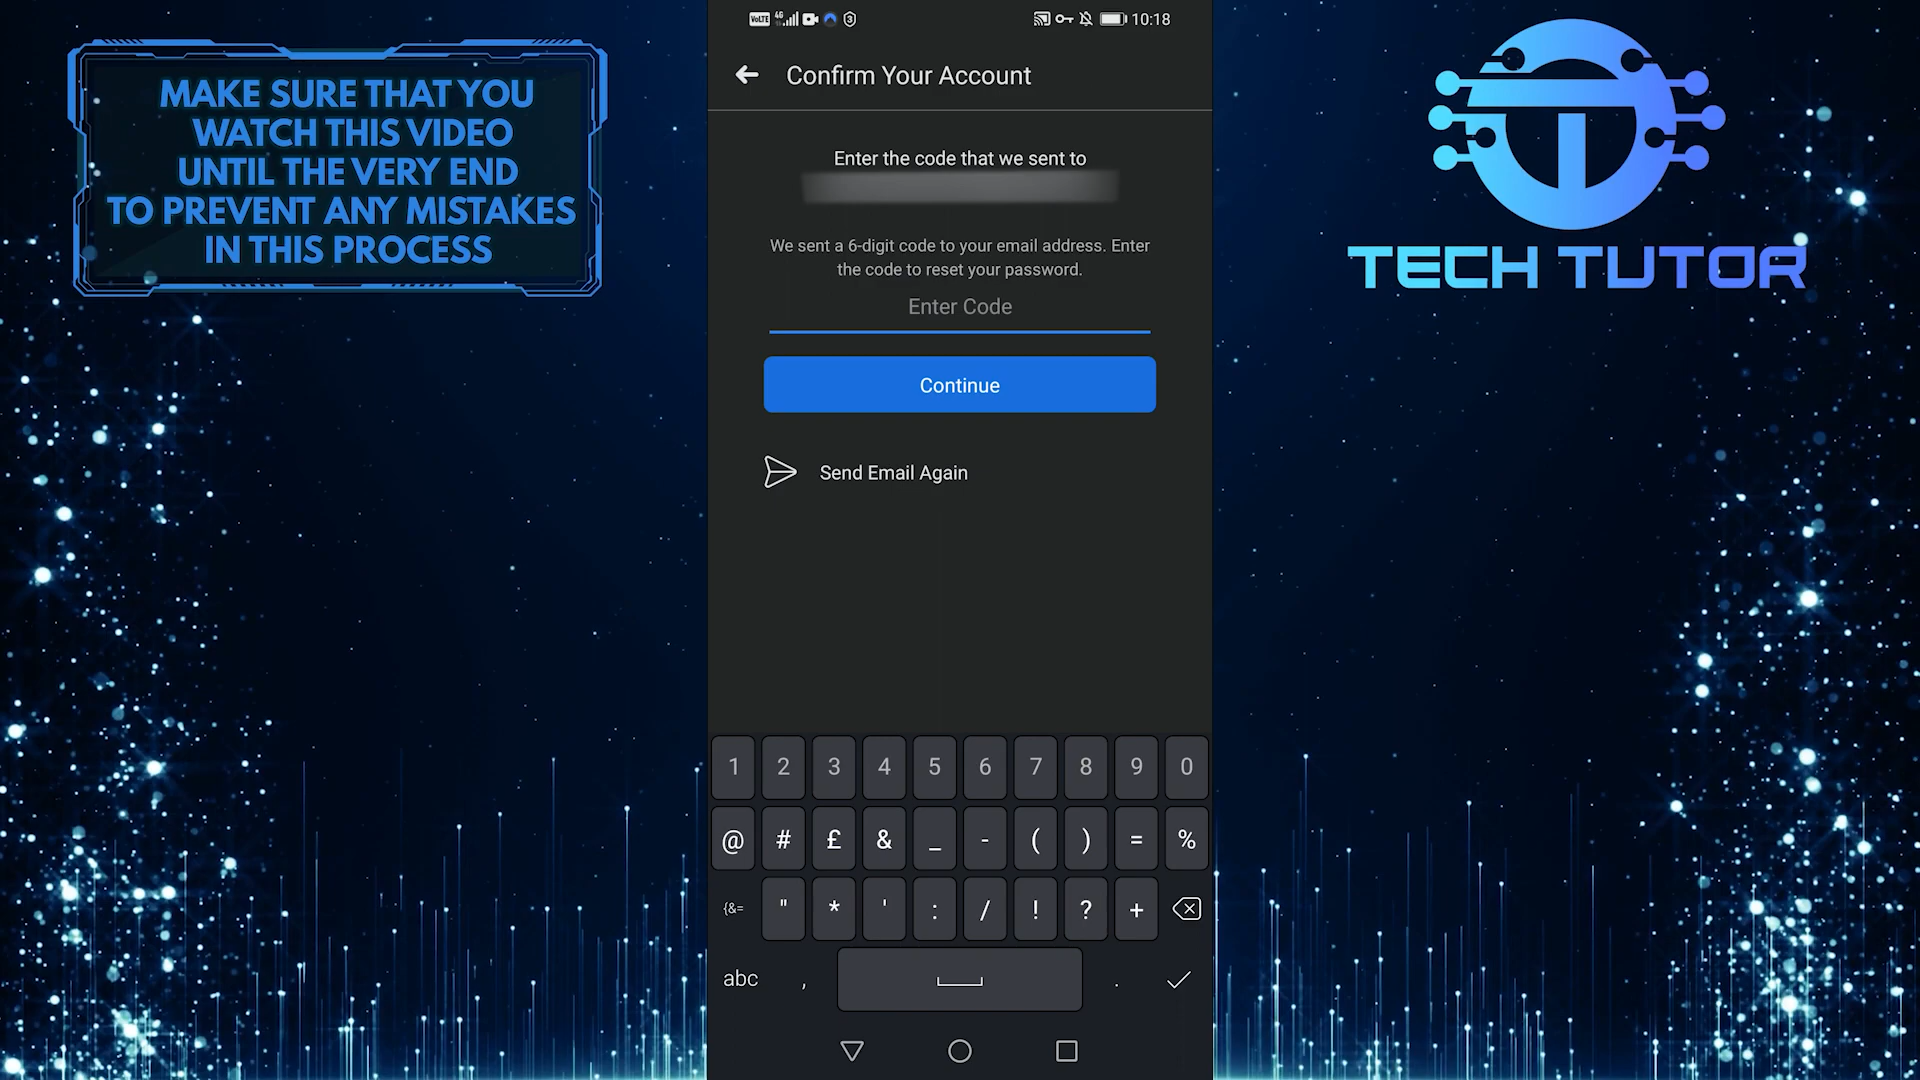 MAKE SURE THAT YOU
WATCH THIS VIDEO
UNTIL THE VERY END
TO PREVENT ANY MISTAKES
IN THIS PROCESS
VoLTE 4G 10:18
Confirm Your Account
Enter the code that we sent to
We sent a 6-digit code to your email address. Enter
the code to reset your password.
Enter Code
Continue
Send Email Again
1 2 3 4 5 6 7 8 9 0
@ # £ & _ - ( ) = %
{&= " * ' : / ! ? +
abc , .
TECH TUTOR